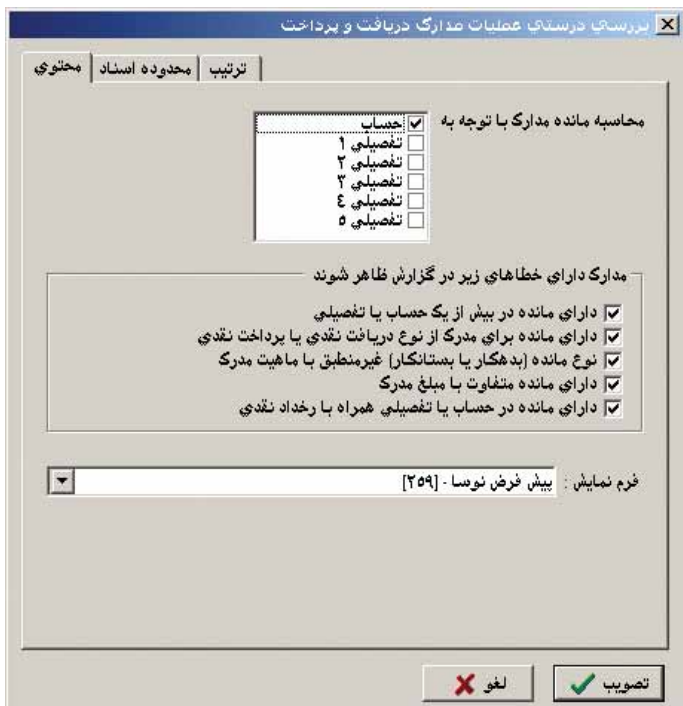 بررسي درستي عمليات مدارک دريافت و پرداخت
محتوي
محدوده اسناد
ترتيب
محاسبه مانده مدارک با توجه به
حساب
تفصيلي ۱
تفصيلي ۲
تفصيلي ۳
تفصيلي ٤
تفصيلي ۵
مدارک داراي خطاهاي زير در گزارش ظاهر شوند
داراي مانده در بيش از يک حساب يا تفصيلي
داراي مانده براي مدرک از نوع دريافت نقدي يا پرداخت نقدي
نوع مانده (بدهکار يا بستانکار) غيرمنطبق با ماهيت مدرک
داراي مانده متفاوت با مبلغ مدرک
داراي مانده در حساب يا تفصيلي همراه با رخداد نقدي
فرم نمايش : پيش فرض نوسا - [۲۵۹]
تصويب
لغو